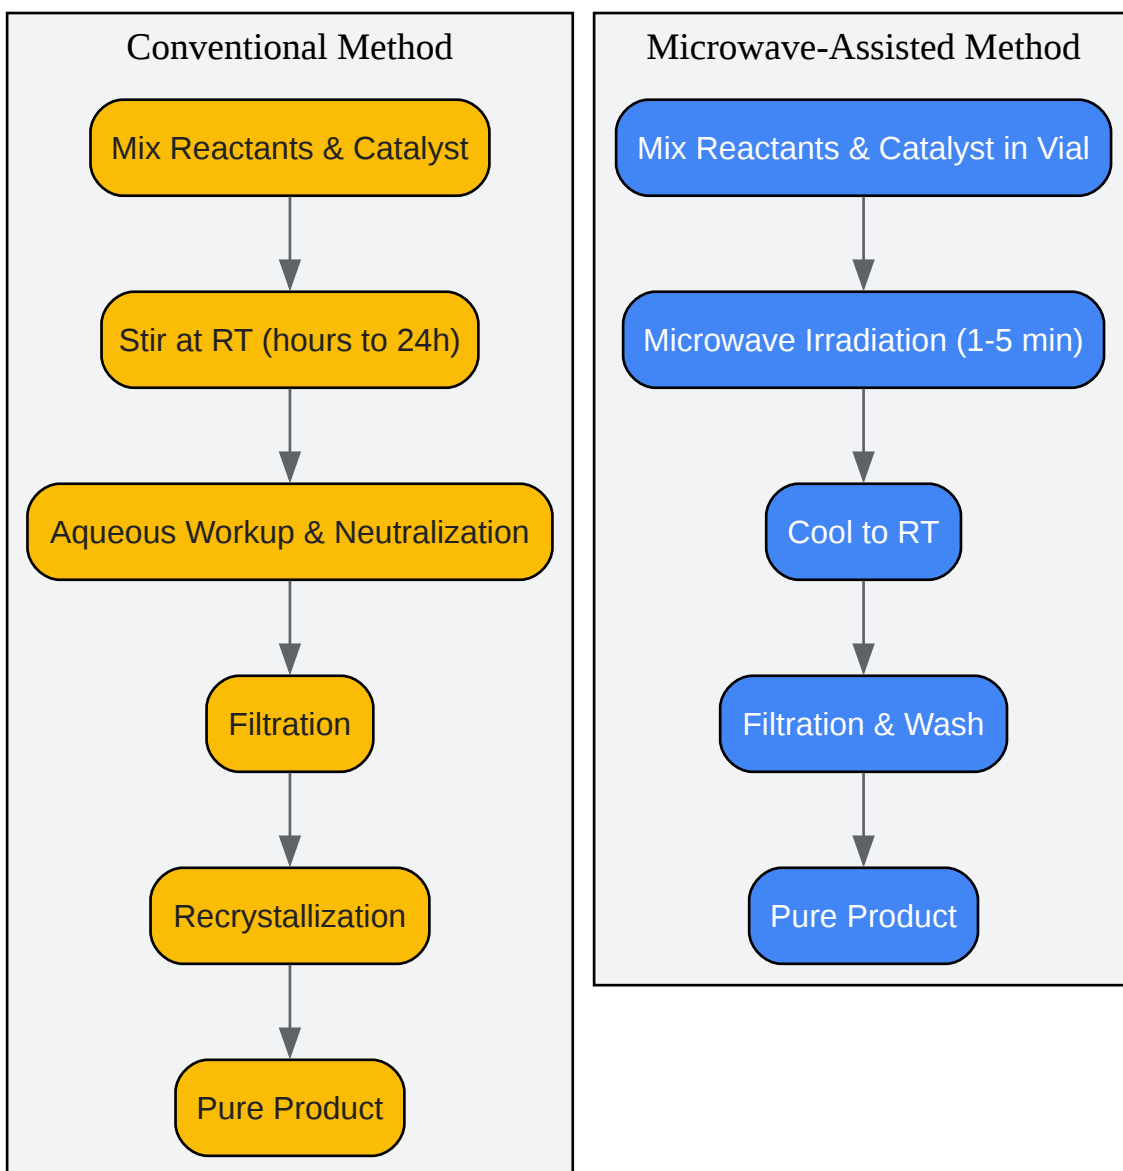 Conventional Method
Mix Reactants & Catalyst
Stir at RT (hours to 24h)
Aqueous Workup & Neutralization
Filtration
Recrystallization
Pure Product
Microwave-Assisted Method
Mix Reactants & Catalyst in Vial
Microwave Irradiation (1-5 min)
Cool to RT
Filtration & Wash
Pure Product